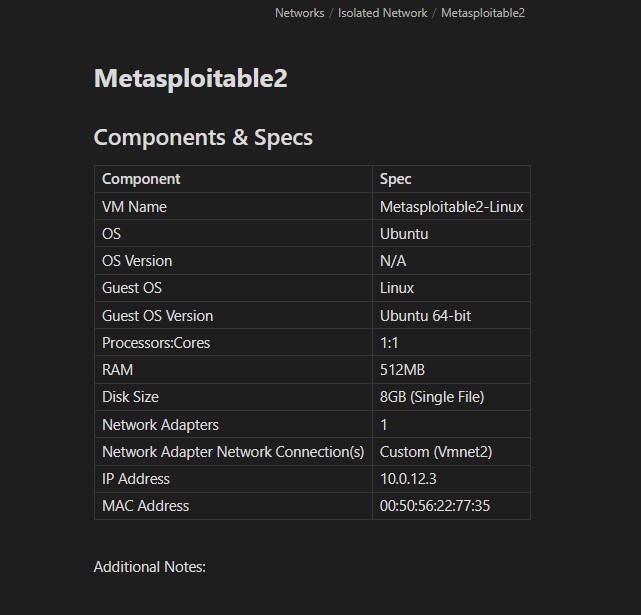 Networks / Isolated Network / Metasploitable2
Metasploitable2
Components & Specs
Component Spec
VM Name Metasploitable2-Linux
OS Ubuntu
OS Version N/A
Guest OS Linux
Guest OS Version Ubuntu 64-bit
Processors:Cores 1:1
RAM 512MB
Disk Size 8GB (Single File)
Network Adapters 1
Network Adapter Network Connection(s) Custom (Vmnet2)
IP Address 10.0.12.3
MAC Address 00:50:56:22:77:35
Additional Notes: